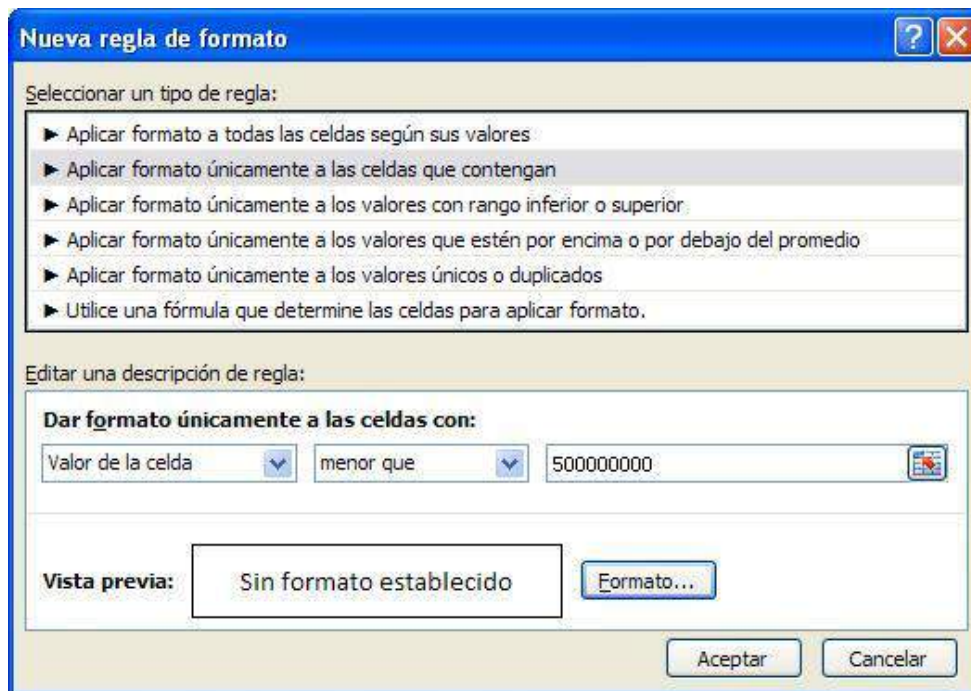 Nueva regla de formato
Seleccionar un tipo de regla:
► Aplicar formato a todas las celdas según sus valores
► Aplicar formato únicamente a las celdas que contengan
► Aplicar formato únicamente a los valores con rango inferior o superior
► Aplicar formato únicamente a los valores que estén por encima o por debajo del promedio
► Aplicar formato únicamente a los valores únicos o duplicados
► Utilice una fórmula que determine las celdas para aplicar formato.
Editar una descripción de regla:
Dar formato únicamente a las celdas con:
Valor de la celda menor que 500000000
Vista previa: Sin formato establecido Formato...
Aceptar Cancelar